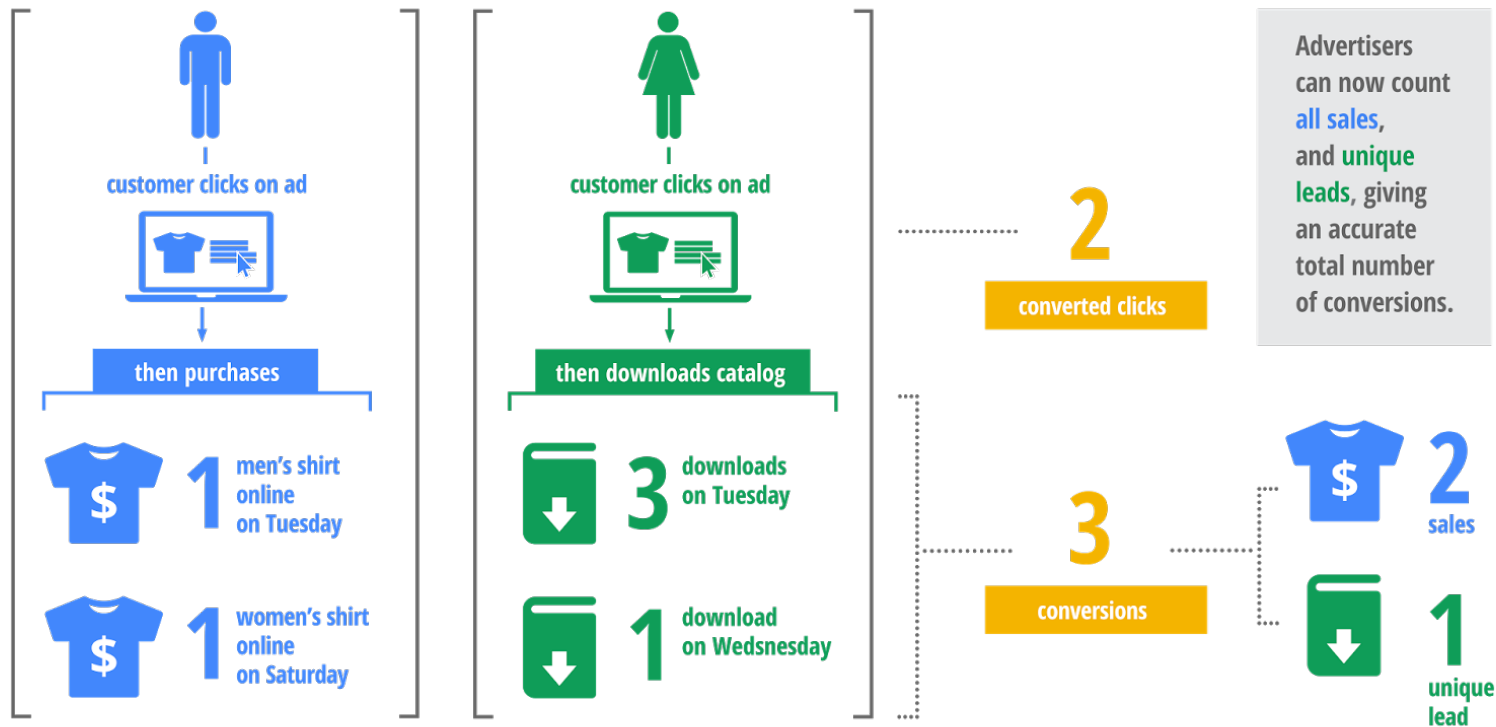 customer clicks on ad
then purchases
$
1
men's shirt
online
on Tuesday
$
1
women's shirt
online
on Saturday
customer clicks on ad
then downloads catalog
3
downloads
on Tuesday
1
download
on Wedsnesday
2
converted clicks
3
conversions
Advertisers
can now count
all sales,
and unique
leads, giving
an accurate
total number
of conversions.
$
2
sales
1
unique
lead